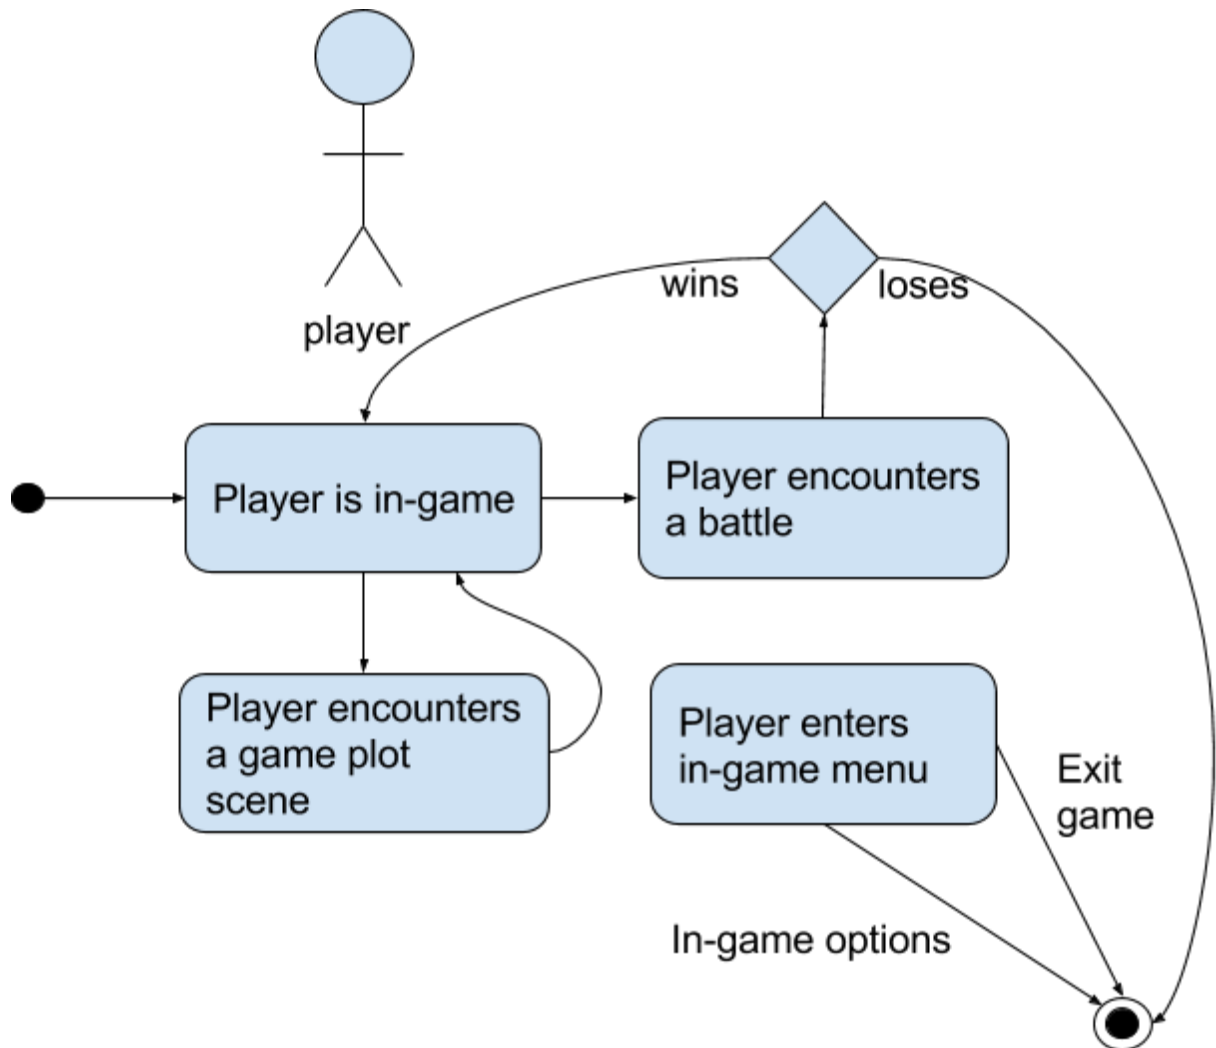 wins
loses
player
Player is in-game
Player encounters
a battle
Player encounters
a game plot
scene
Player enters
in-game menu
Exit
game
In-game options